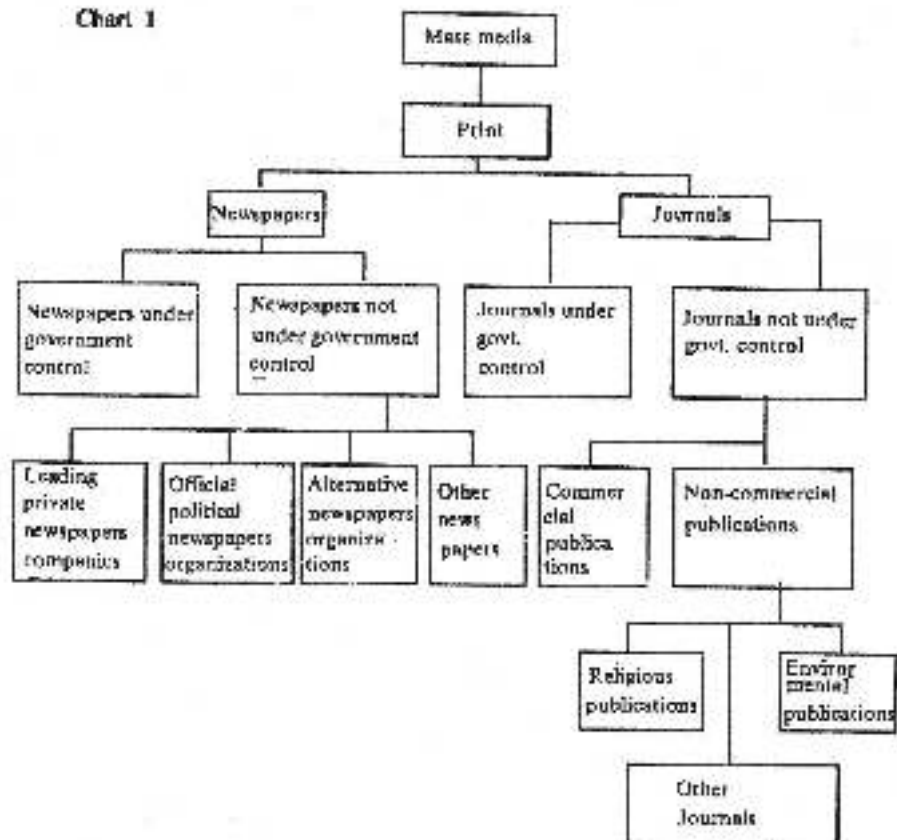 Chart 1
Mass media
Print
Newspapers
Journals
Newspapers under
government
control
Newspapers not
under government
control
Journals under
govt.
control
Journals not under
govt. control
Leading
private
newspapers
companies
Official
political
newspapers
organizations
Alternative
newspapers
organiza -
tions
Other
news
papers
Commer
cial
publica
tions
Non-commercial
publications
Religious
publications
Enviror
mental
publications
Other
Journals